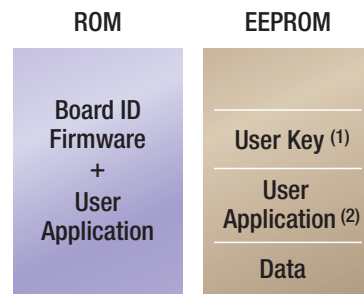 ROM
Board ID
Firmware
+
User
Application
EEPROM
User Key (1)
User
Application (2)
Data